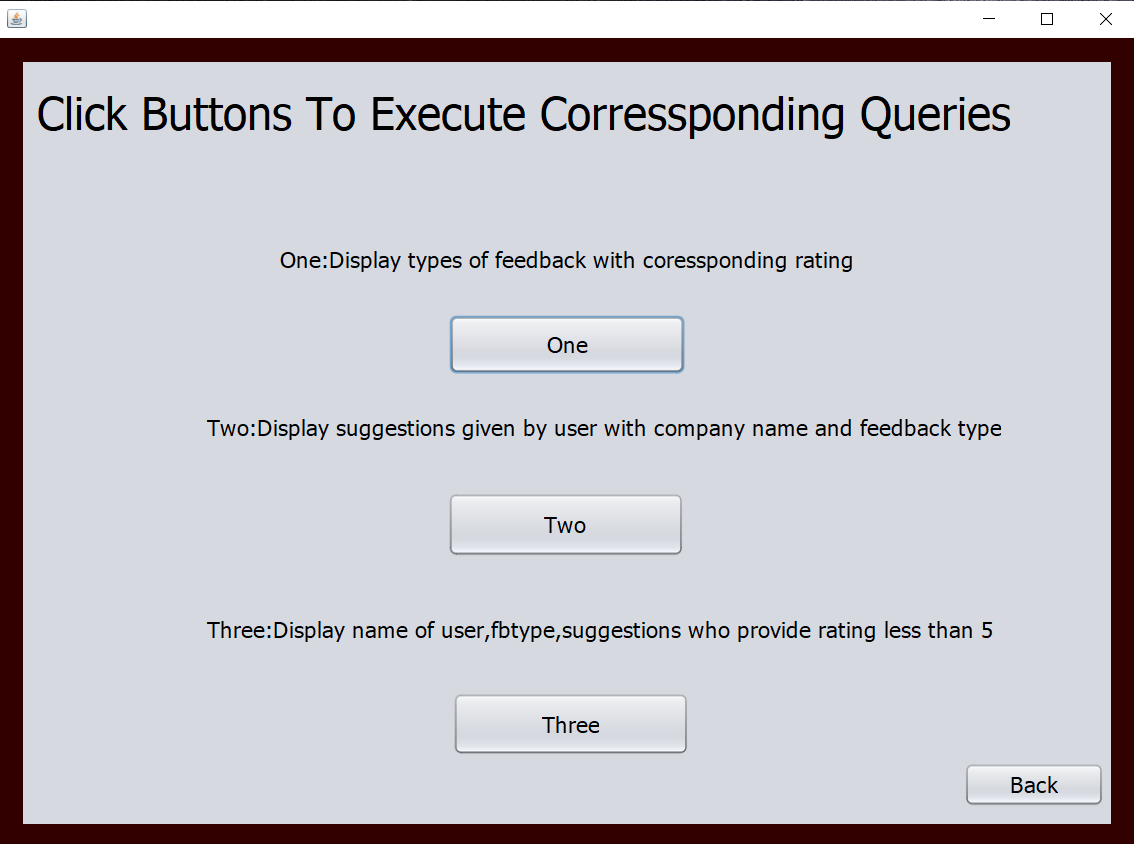 Click Buttons To Execute Corressponding Queries
One:Display types of feedback with coressponding rating
One
Two:Display suggestions given by user with company name and feedback type
Two
Three:Display name of user,fbtype,suggestions who provide rating less than 5
Three
Back